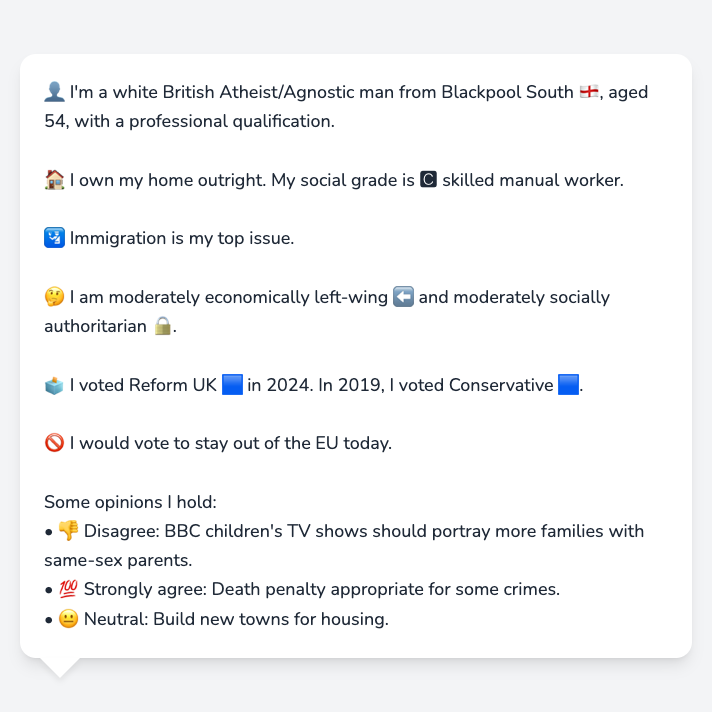 👤 I'm a white British Atheist/Agnostic man from Blackpool South 🏴󠁧󠁢󠁥󠁮󠁧󠁿, aged
54, with a professional qualification.
🏠 I own my home outright. My social grade is 🅲 skilled manual worker.
🛂 Immigration is my top issue.
🤔 I am moderately economically left-wing ⬅️ and moderately socially
authoritarian 🔒.
🗳️ I voted Reform UK 🟦 in 2024. In 2019, I voted Conservative 🟦.
🚫 I would vote to stay out of the EU today.
Some opinions I hold:
• 👎 Disagree: BBC children's TV shows should portray more families with
same-sex parents.
• 💯 Strongly agree: Death penalty appropriate for some crimes.
• 😐 Neutral: Build new towns for housing.